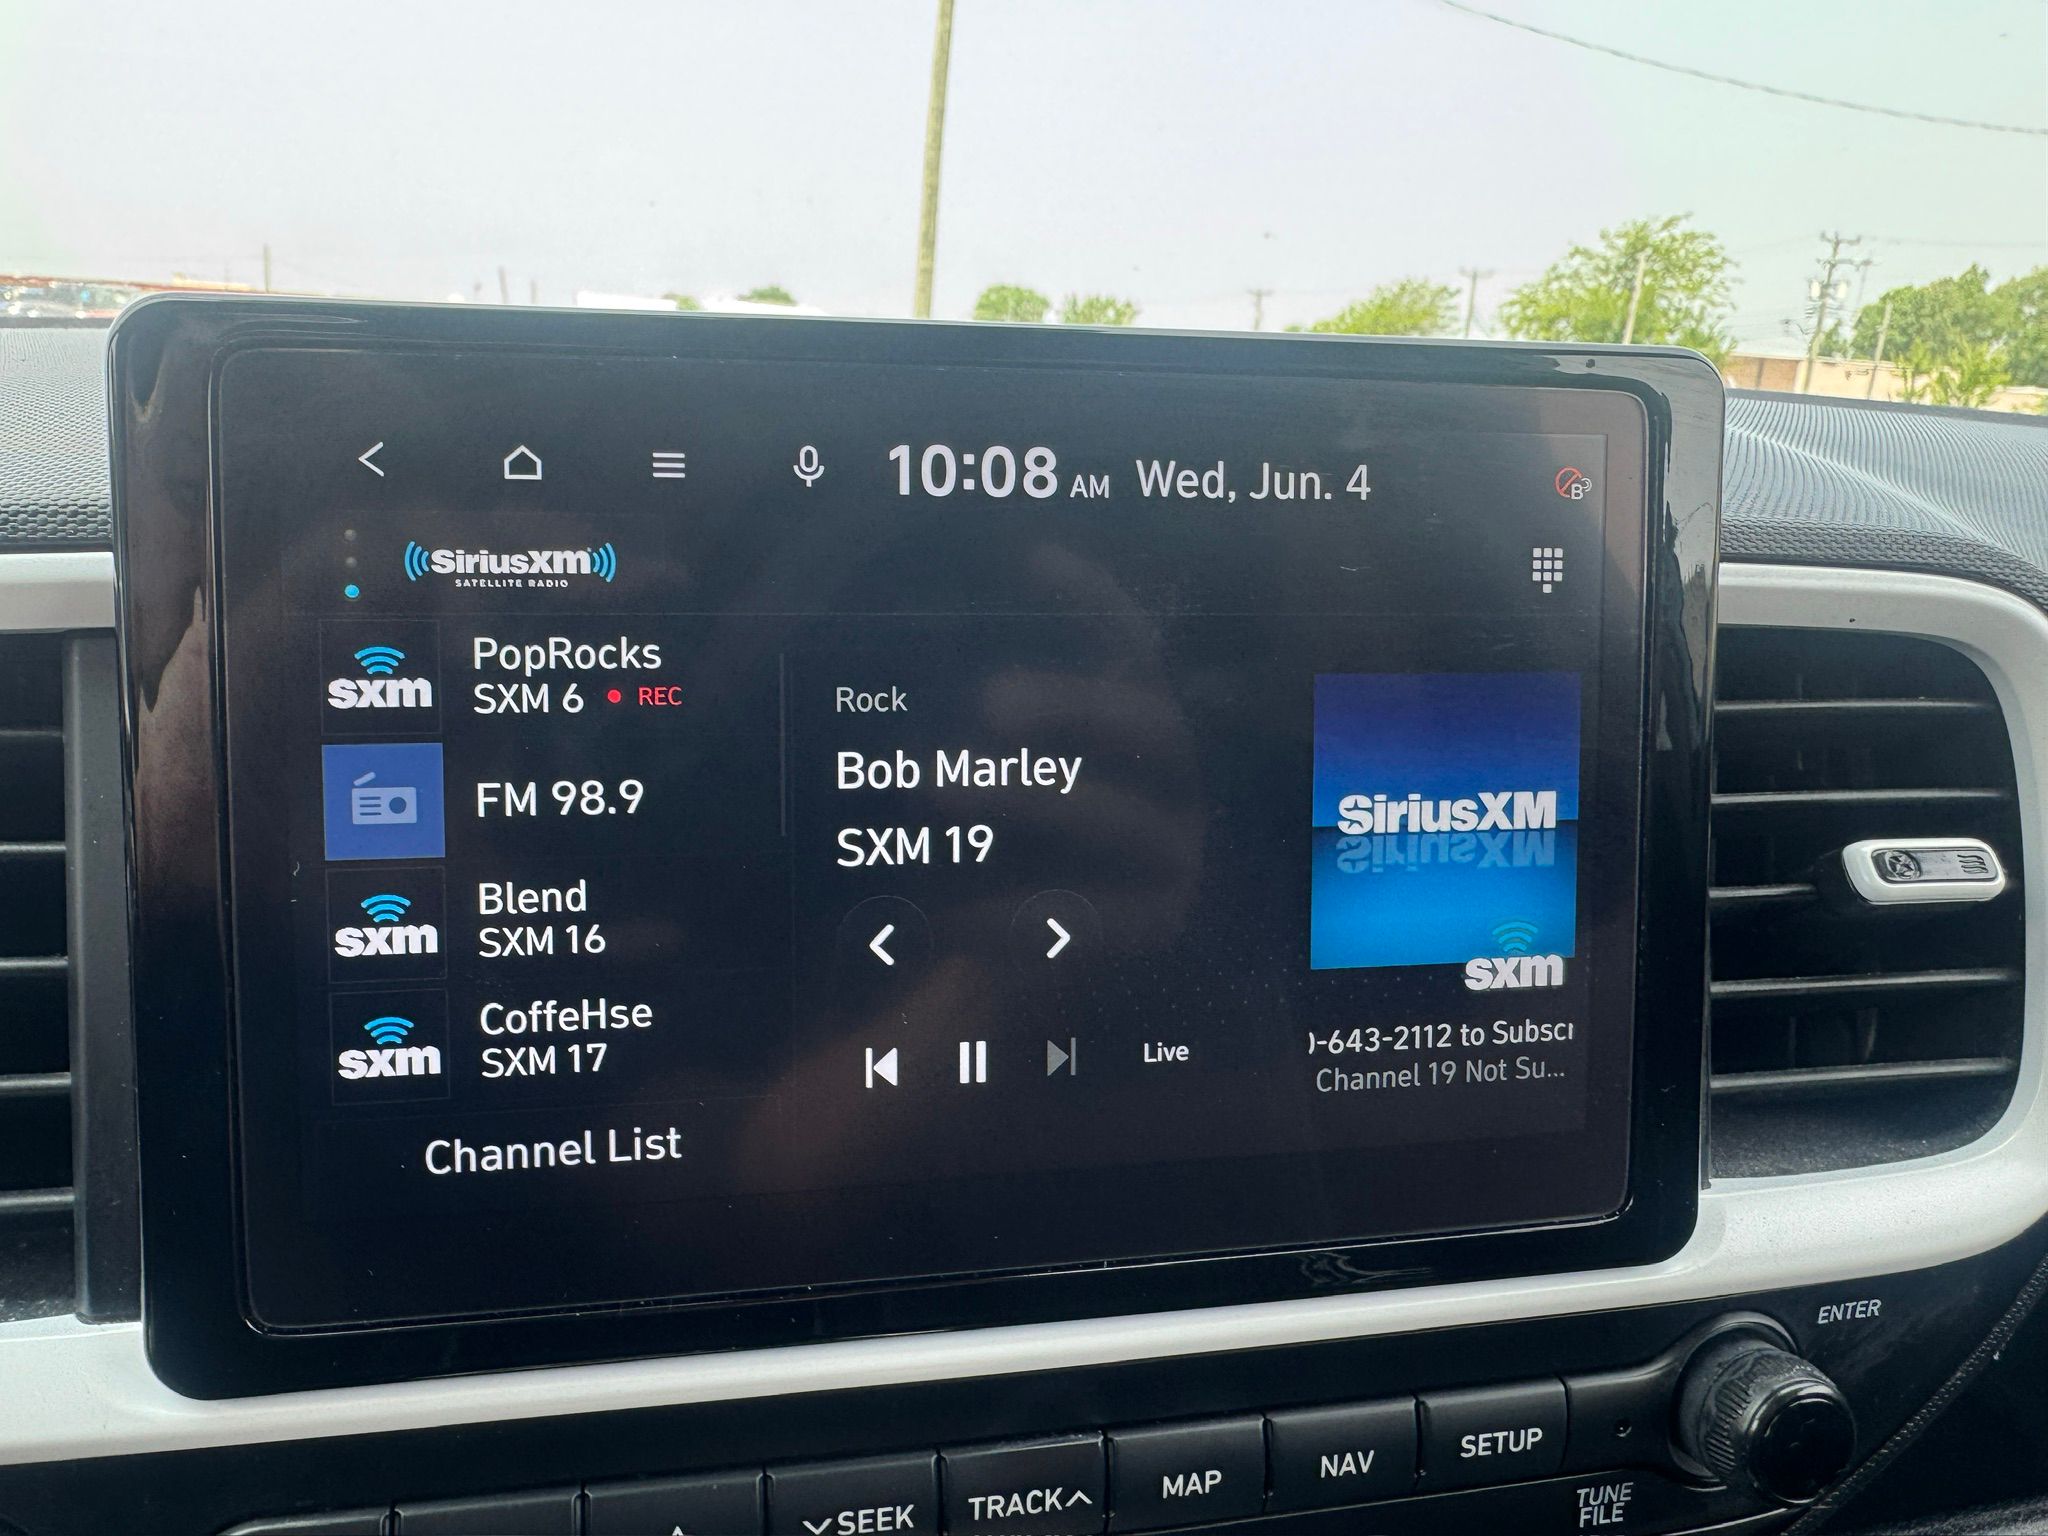 10:08 AM Wed, Jun. 4
B
SiriusXM
SATELLITE RADIO
sxm
PopRocks
SXM 6 REC
FM 98.9
sxm
Blend
SXM 16
sxm
CoffeHse
SXM 17
Channel List
Rock
Bob Marley
SXM 19
Live
SiriusXM
sxm
)-643-2112 to Subscr
Channel 19 Not Su...
ENTER
SEEK
TRACK
MAP
NAV
SETUP
TUNE
FILE